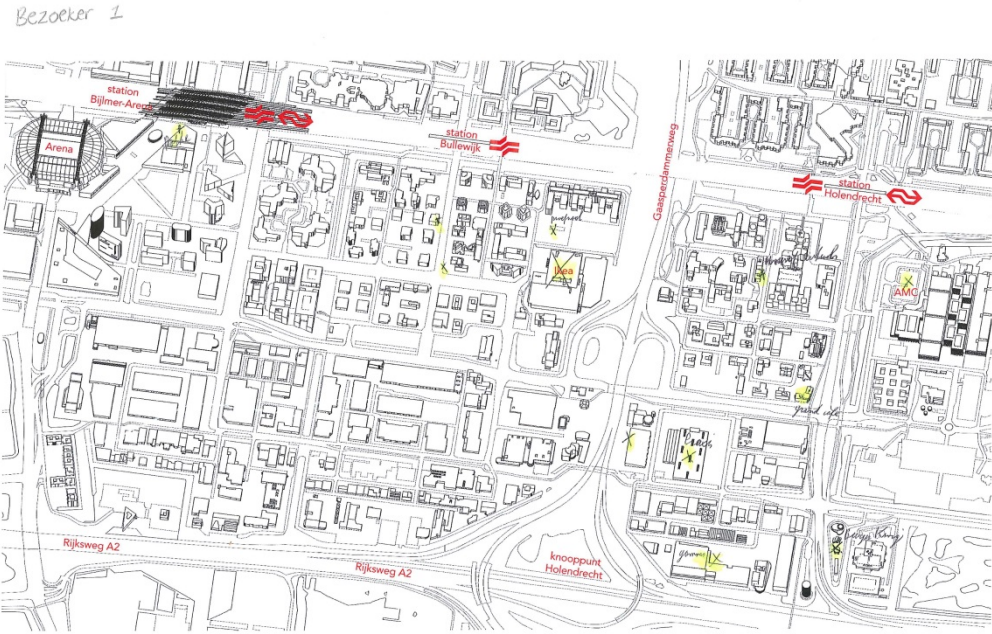 Bezoeker 1
station
Bijlmer-Arena
Arena
station
Bullewijk
Gaasperdammerweg
station
Holendrecht
Ikea
AMC
grand café
Rijksweg A2
Rijksweg A2
knooppunt
Holendrecht